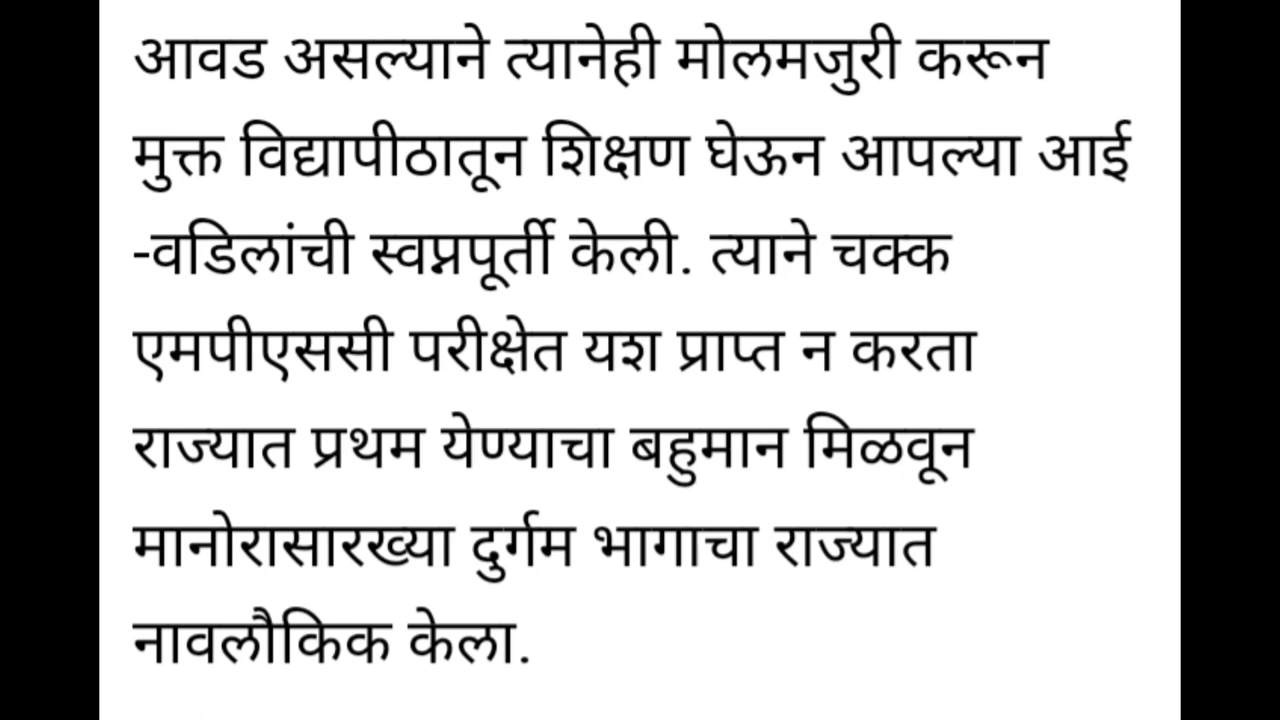 आवड असल्याने त्यानेही मोलमजुरी करून
मुक्त विद्यापीठातून शिक्षण घेऊन आपल्या आई
-वडिलांची स्वप्नपूर्ती केली. त्याने चक्क
एमपीएससी परीक्षेत यश प्राप्त न करता
राज्यात प्रथम येण्याचा बहुमान मिळवून
मानोरासारख्या दुर्गम भागाचा राज्यात
नावलौकिक केला.